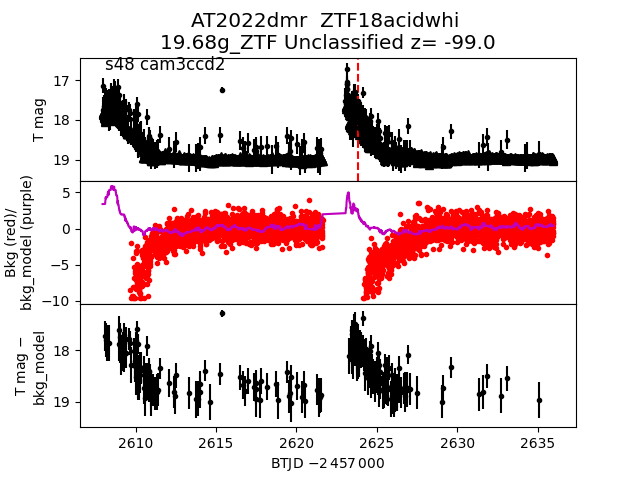 AT2022dmr  ZTF18acidwhi
19.68g_ZTF Unclassified z= -99.0
s48 cam3ccd2
T mag
17
18
19
Bkg (red)/
bkg_model (purple)
5
0
−5
−10
T mag −
bkg_model
18
19
2610 2615 2620 2625 2630 2635
BTJD −2 457 000